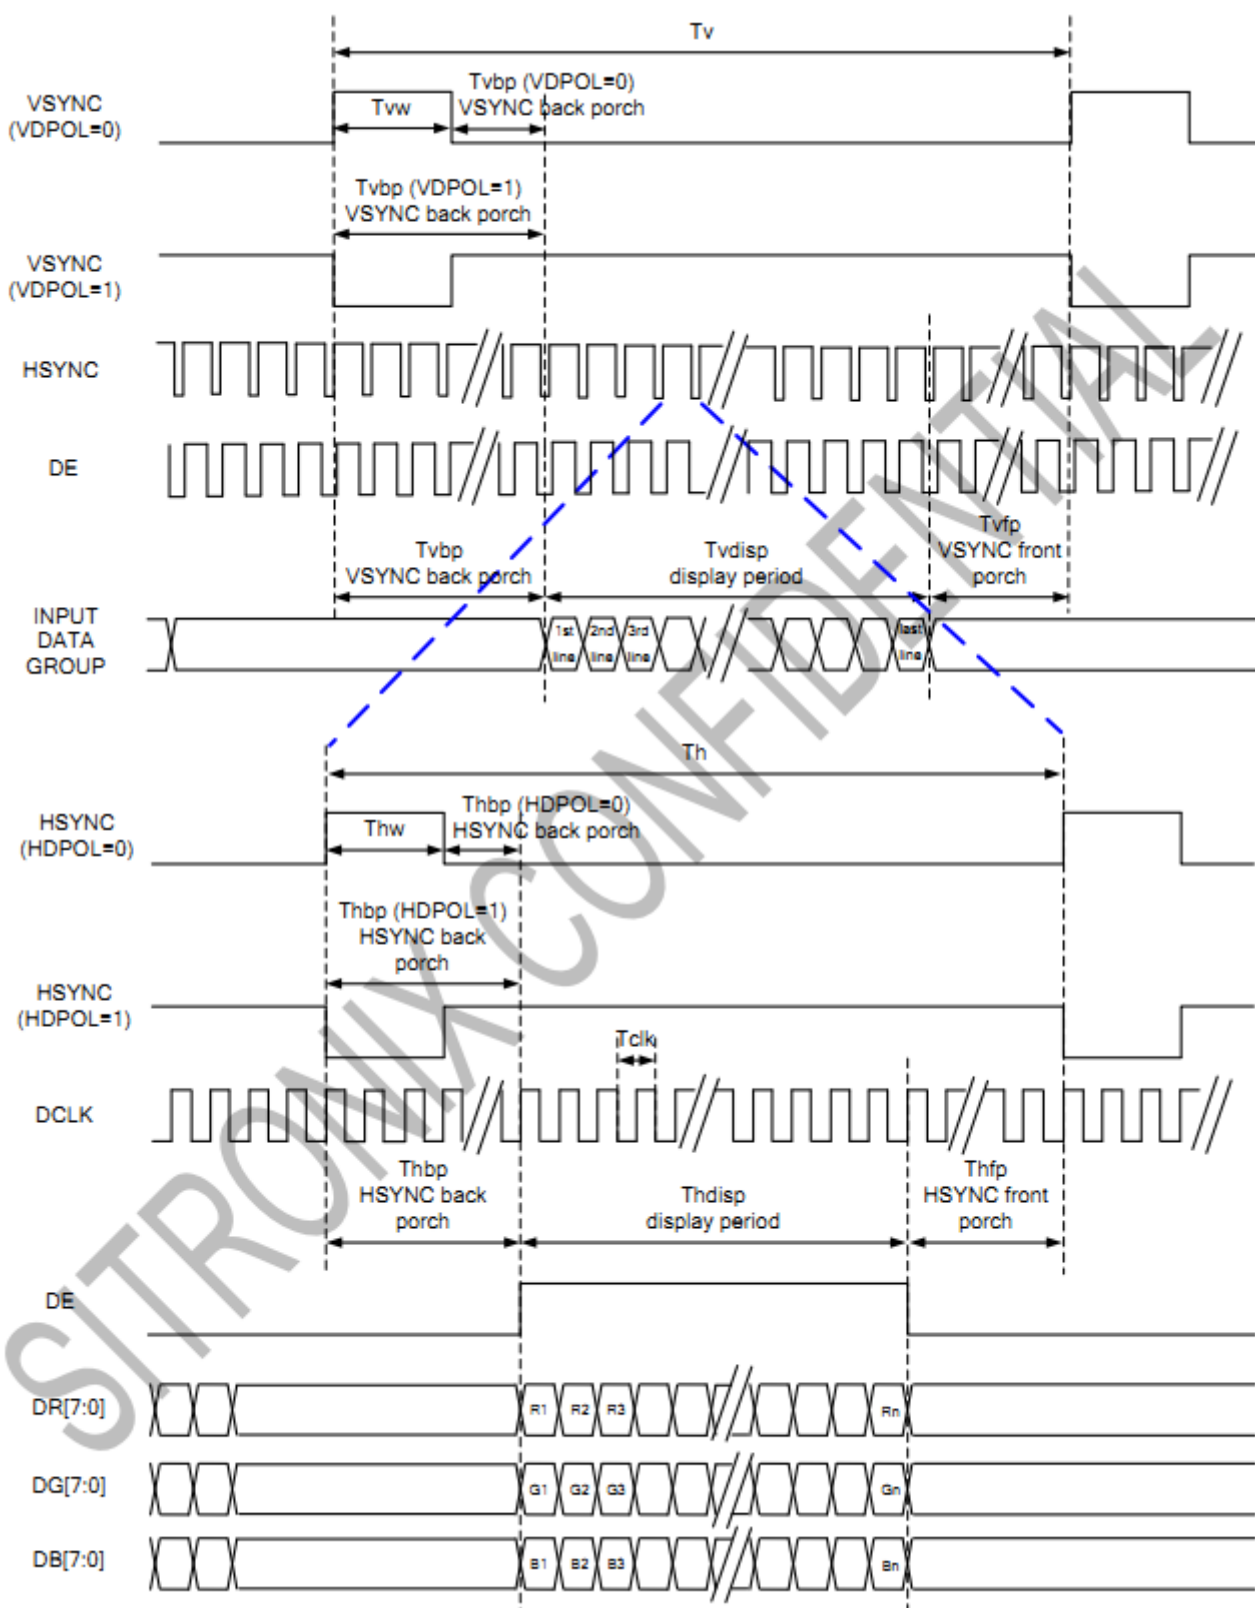 Tv
Tvbp (VDPOL=0)
VSYNC back porch
VSYNC
(VDPOL=0)
Tvw
Tvbp (VDPOL=1)
VSYNC back porch
VSYNC
(VDPOL=1)
HSYNC
DE
Tvbp
VSYNC back porch
Tvdisp
display period
Tvfp
VSYNC front
porch
INPUT
DATA
GROUP
1st
line
2nd
line
3rd
line
last
line
Th
HSYNC
(HDPOL=0)
Thw
Thbp (HDPOL=0)
HSYNC back porch
Thbp (HDPOL=1)
HSYNC back
porch
HSYNC
(HDPOL=1)
Tclk
DCLK
Thbp
HSYNC back
porch
Thdisp
display period
Thfp
HSYNC front
porch
DE
DR[7:0]
R1 R2 R3 Rn
DG[7:0]
G1 G2 G3 Gn
DB[7:0]
B1 B2 B3 Bn
SITRONIX CONFIDENTIAL